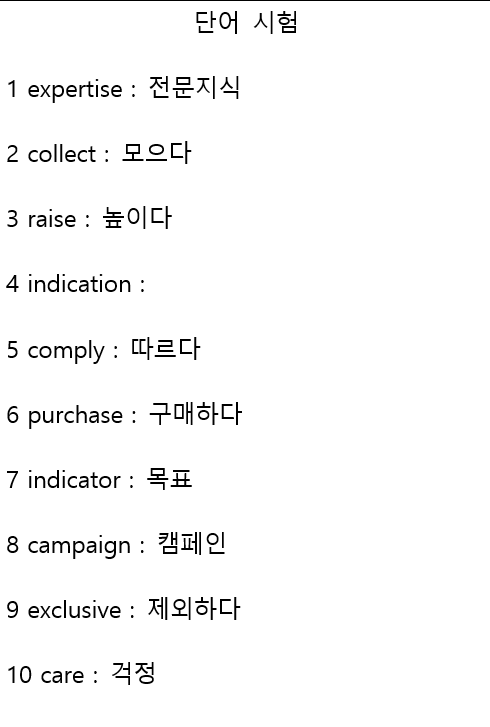 단어 시험
1 expertise : 전문지식
2 collect : 모으다
3 raise : 높이다
4 indication :
5 comply : 따르다
6 purchase : 구매하다
7 indicator : 목표
8 campaign : 캠페인
9 exclusive : 제외하다
10 care : 걱정